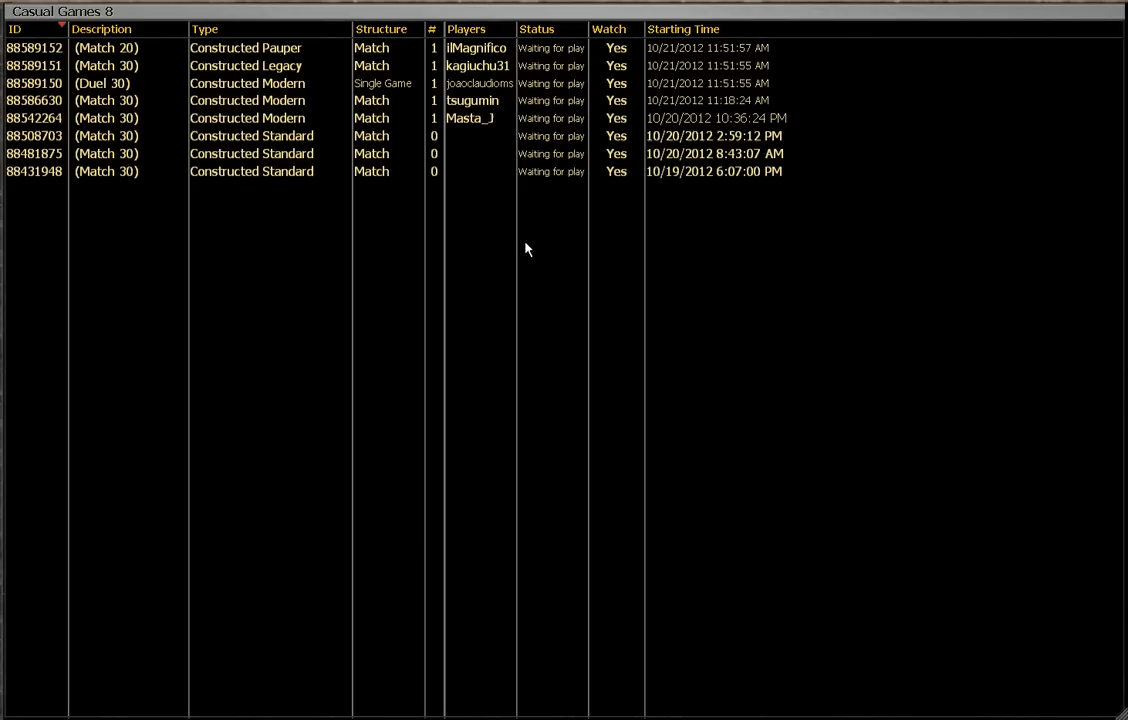 Casual Games 8
ID Description Type Structure # Players Status Watch Starting Time
88589152 (Match 20) Constructed Pauper Match 1 ilMagnifico Waiting for play Yes 10/21/2012 11:51:57 AM
88589151 (Match 30) Constructed Legacy Match 1 kagiuchu31 Waiting for play Yes 10/21/2012 11:51:55 AM
88589150 (Duel 30) Constructed Modern Single Game 1 joaoclaudioms Waiting for play Yes 10/21/2012 11:51:55 AM
88586630 (Match 30) Constructed Modern Match 1 tsugumin Waiting for play Yes 10/21/2012 11:18:24 AM
88542264 (Match 30) Constructed Modern Match 1 Masta_J Waiting for play Yes 10/20/2012 10:36:24 PM
88508703 (Match 30) Constructed Standard Match 0 Waiting for play Yes 10/20/2012 2:59:12 PM
88481875 (Match 30) Constructed Standard Match 0 Waiting for play Yes 10/20/2012 8:43:07 AM
88431948 (Match 30) Constructed Standard Match 0 Waiting for play Yes 10/19/2012 6:07:00 PM